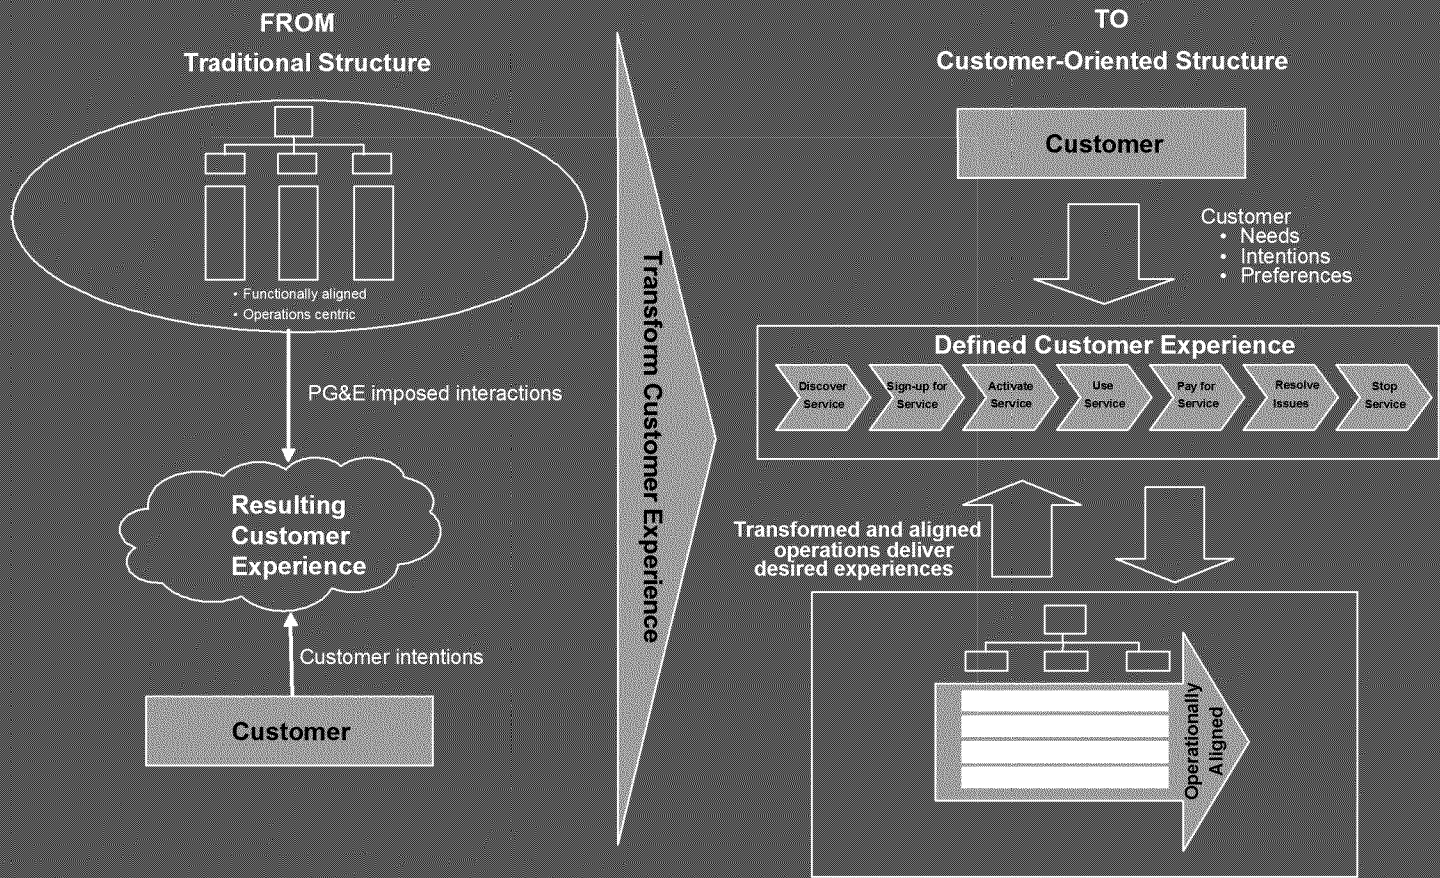 FROM
Traditional Structure
• Functionally aligned
• Operations centric
PG&E imposed interactions
Resulting
Customer
Experience
Customer intentions
Customer
Transform Customer Experience
TO
Customer-Oriented Structure
Customer
Customer
• Needs
• Intentions
• Preferences
Defined Customer Experience
Discover
Service
Sign-up for
Service
Activate
Service
Use
Service
Pay for
Service
Resolve
Issues
Stop
Service
Transformed and aligned
operations deliver
desired experiences
Operationally
Aligned